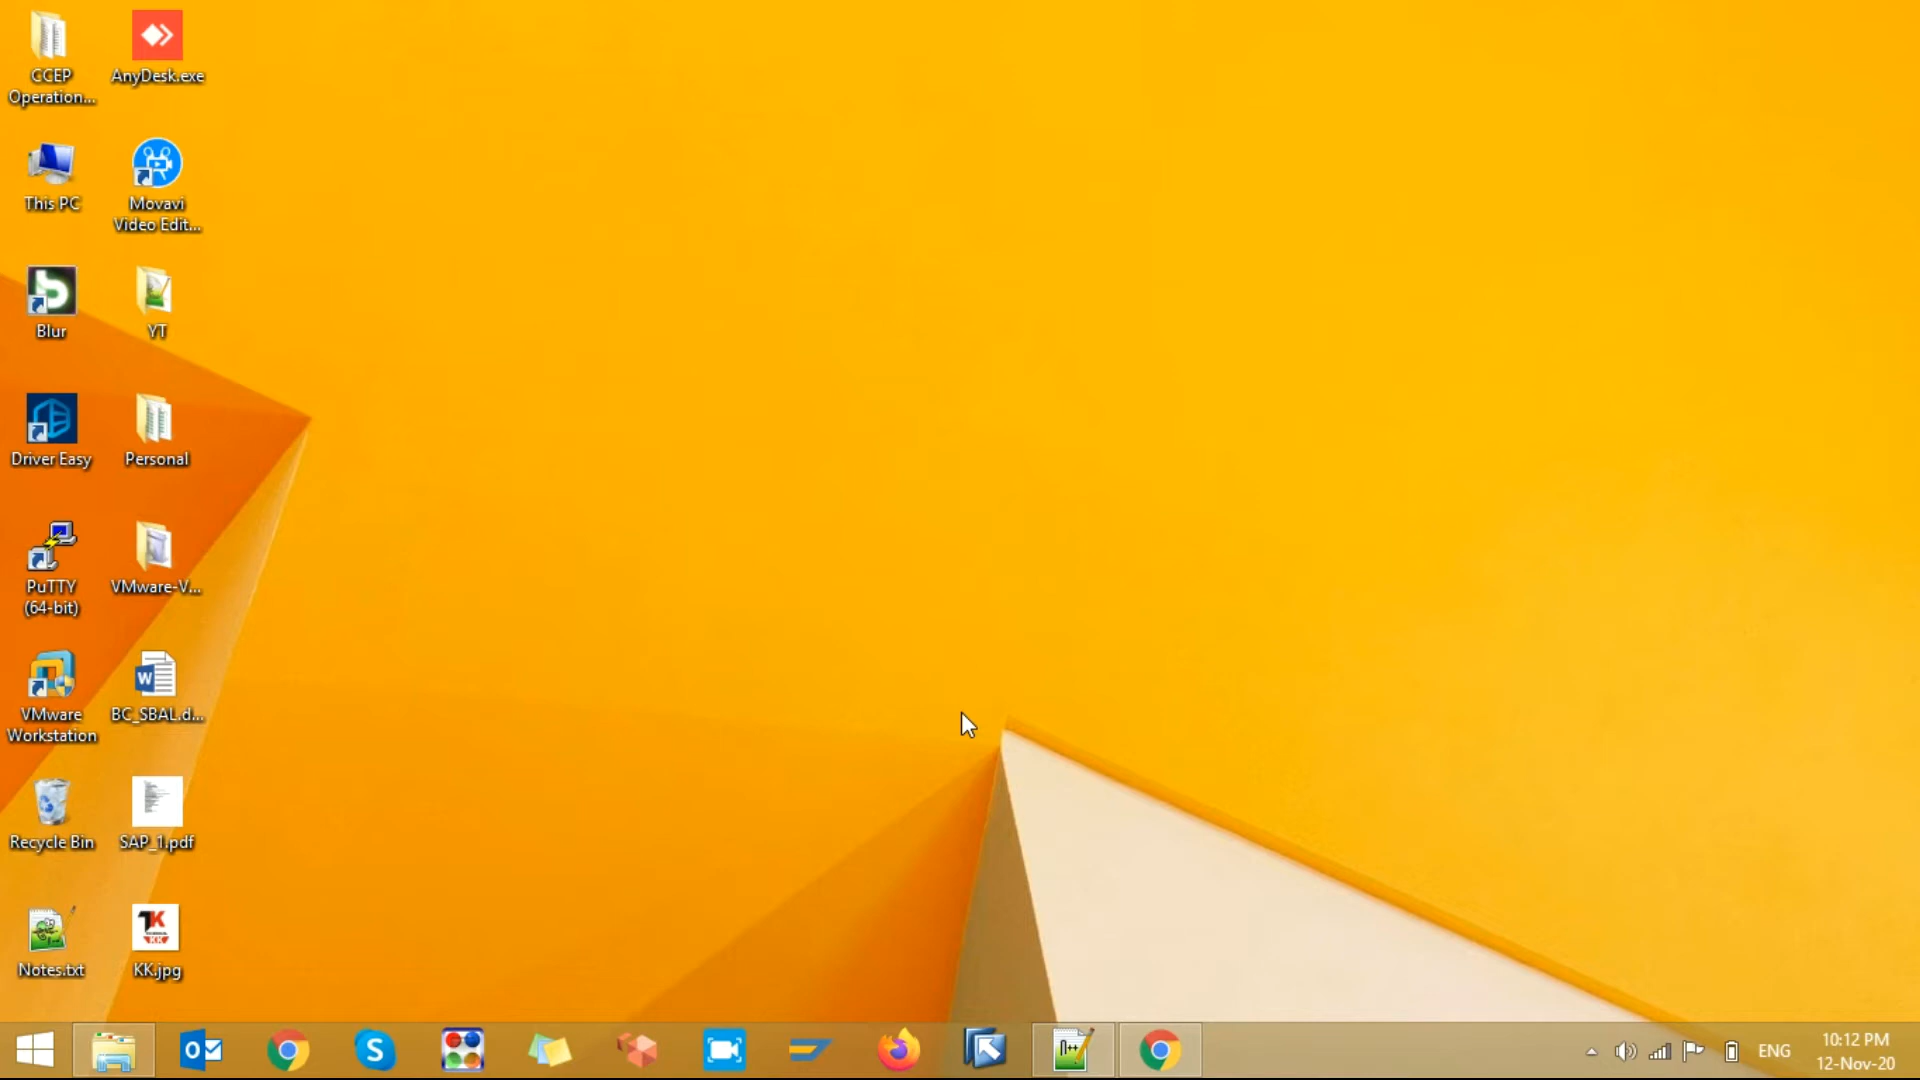 CCEP
Operation...
AnyDesk.exe
This PC
Movavi
Video Edit...
Blur
YT
Driver Easy
Personal
PuTTY
(64-bit)
VMware-V...
VMware
Workstation
BC_SBAL.d...
Recycle Bin
SAP_1.pdf
Notes.txt
KK.jpg
ENG
10:12 PM
12-Nov-20